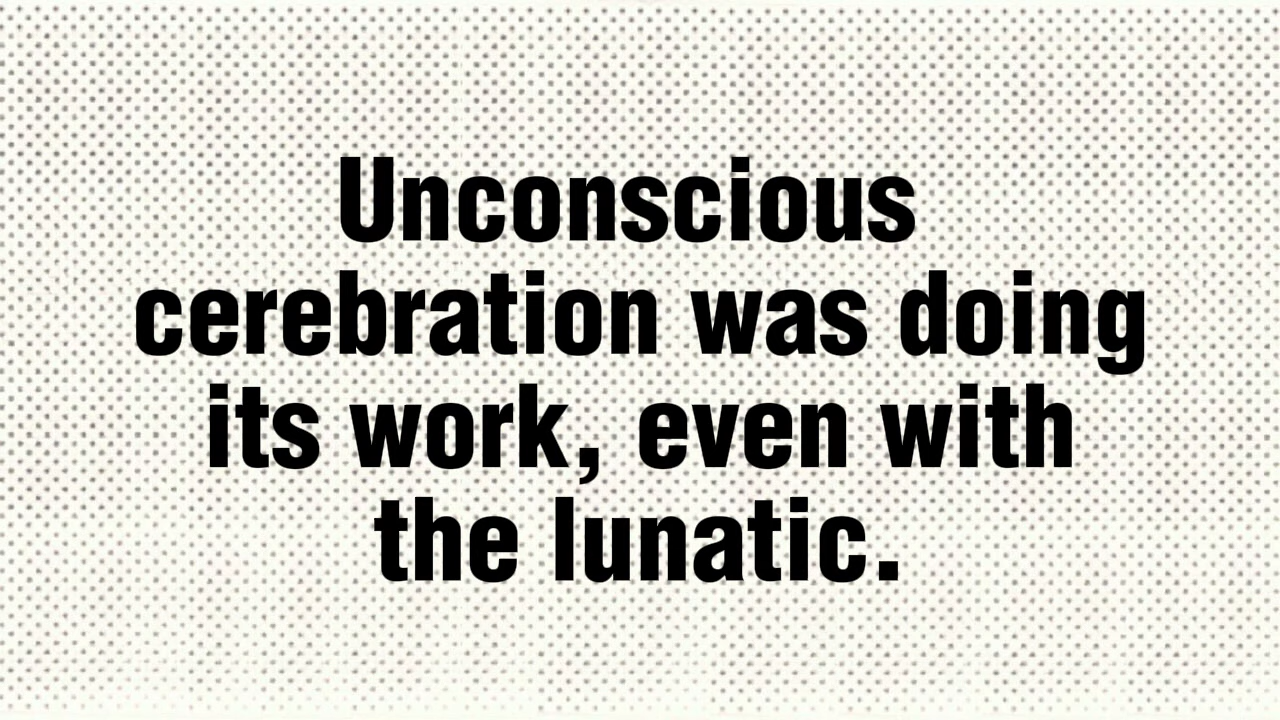 Unconscious
cerebration was doing
its work, even with
the lunatic.